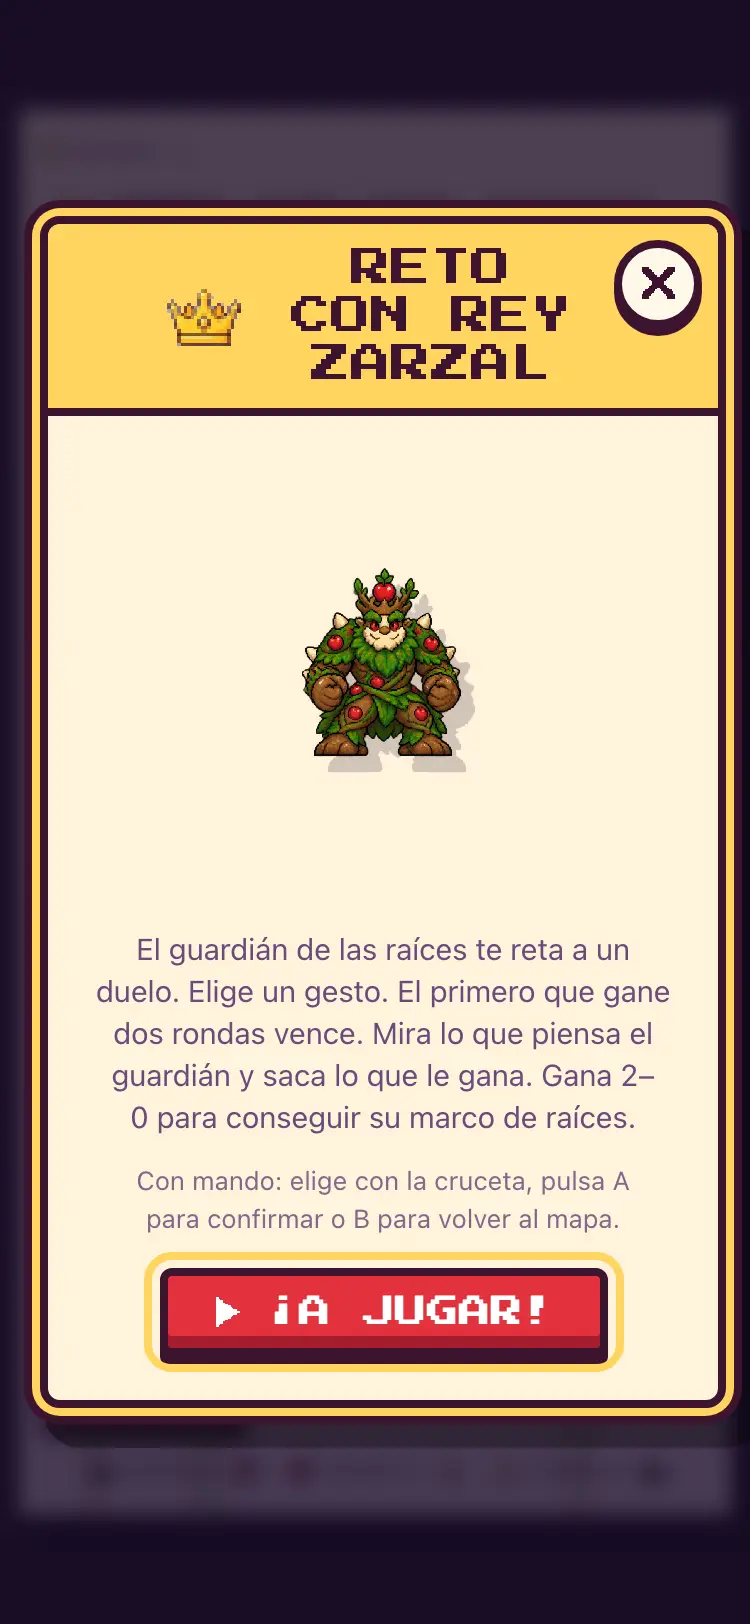 RETO
CON REY
ZARZAL
El guardián de las raíces te reta a un
duelo. Elige un gesto. El primero que gane
dos rondas vence. Mira lo que piensa el
guardián y saca lo que le gana. Gana 2–
0 para conseguir su marco de raíces.
Con mando: elige con la cruceta, pulsa A
para confirmar o B para volver al mapa.
¡A JUGAR!